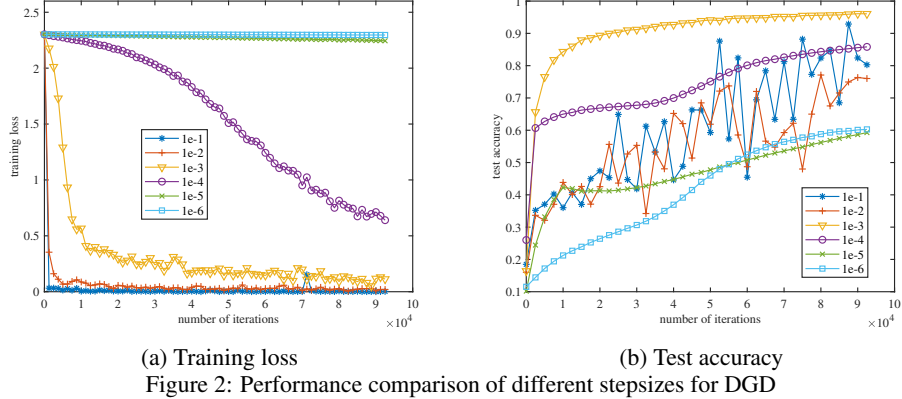 2.5
2
1.5
1
0.5
0
training loss
1e-1
1e-2
1e-3
1e-4
1e-5
1e-6
0 1 2 3 4 5 6 7 8 9 10
number of iterations
×10^4
(a) Training loss
1
0.9
0.8
0.7
0.6
0.5
0.4
0.3
0.2
0.1
test accuracy
1e-1
1e-2
1e-3
1e-4
1e-5
1e-6
0 1 2 3 4 5 6 7 8 9 10
number of iterations
×10^4
(b) Test accuracy
Figure 2: Performance comparison of different stepsizes for DGD